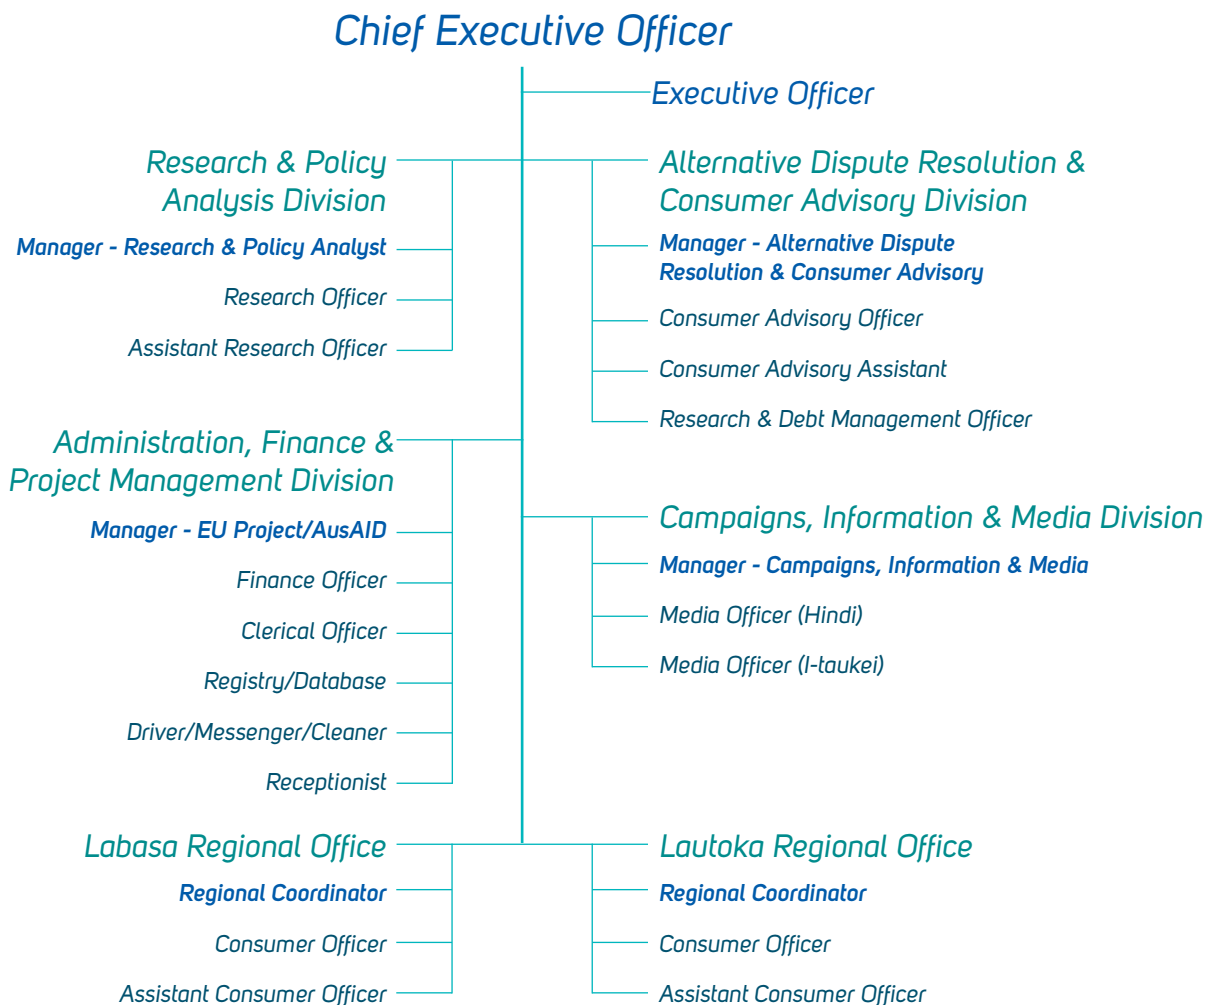 Chief Executive Officer
Executive Officer
Research & Policy
Analysis Division
Manager - Research & Policy Analyst
Research Officer
Assistant Research Officer
Alternative Dispute Resolution &
Consumer Advisory Division
Manager - Alternative Dispute
Resolution & Consumer Advisory
Consumer Advisory Officer
Consumer Advisory Assistant
Research & Debt Management Officer
Administration, Finance &
Project Management Division
Manager - EU Project/AusAID
Finance Officer
Clerical Officer
Registry/Database
Driver/Messenger/Cleaner
Receptionist
Campaigns, Information & Media Division
Manager - Campaigns, Information & Media
Media Officer (Hindi)
Media Officer (I-taukei)
Labasa Regional Office
Regional Coordinator
Consumer Officer
Assistant Consumer Officer
Lautoka Regional Office
Regional Coordinator
Consumer Officer
Assistant Consumer Officer